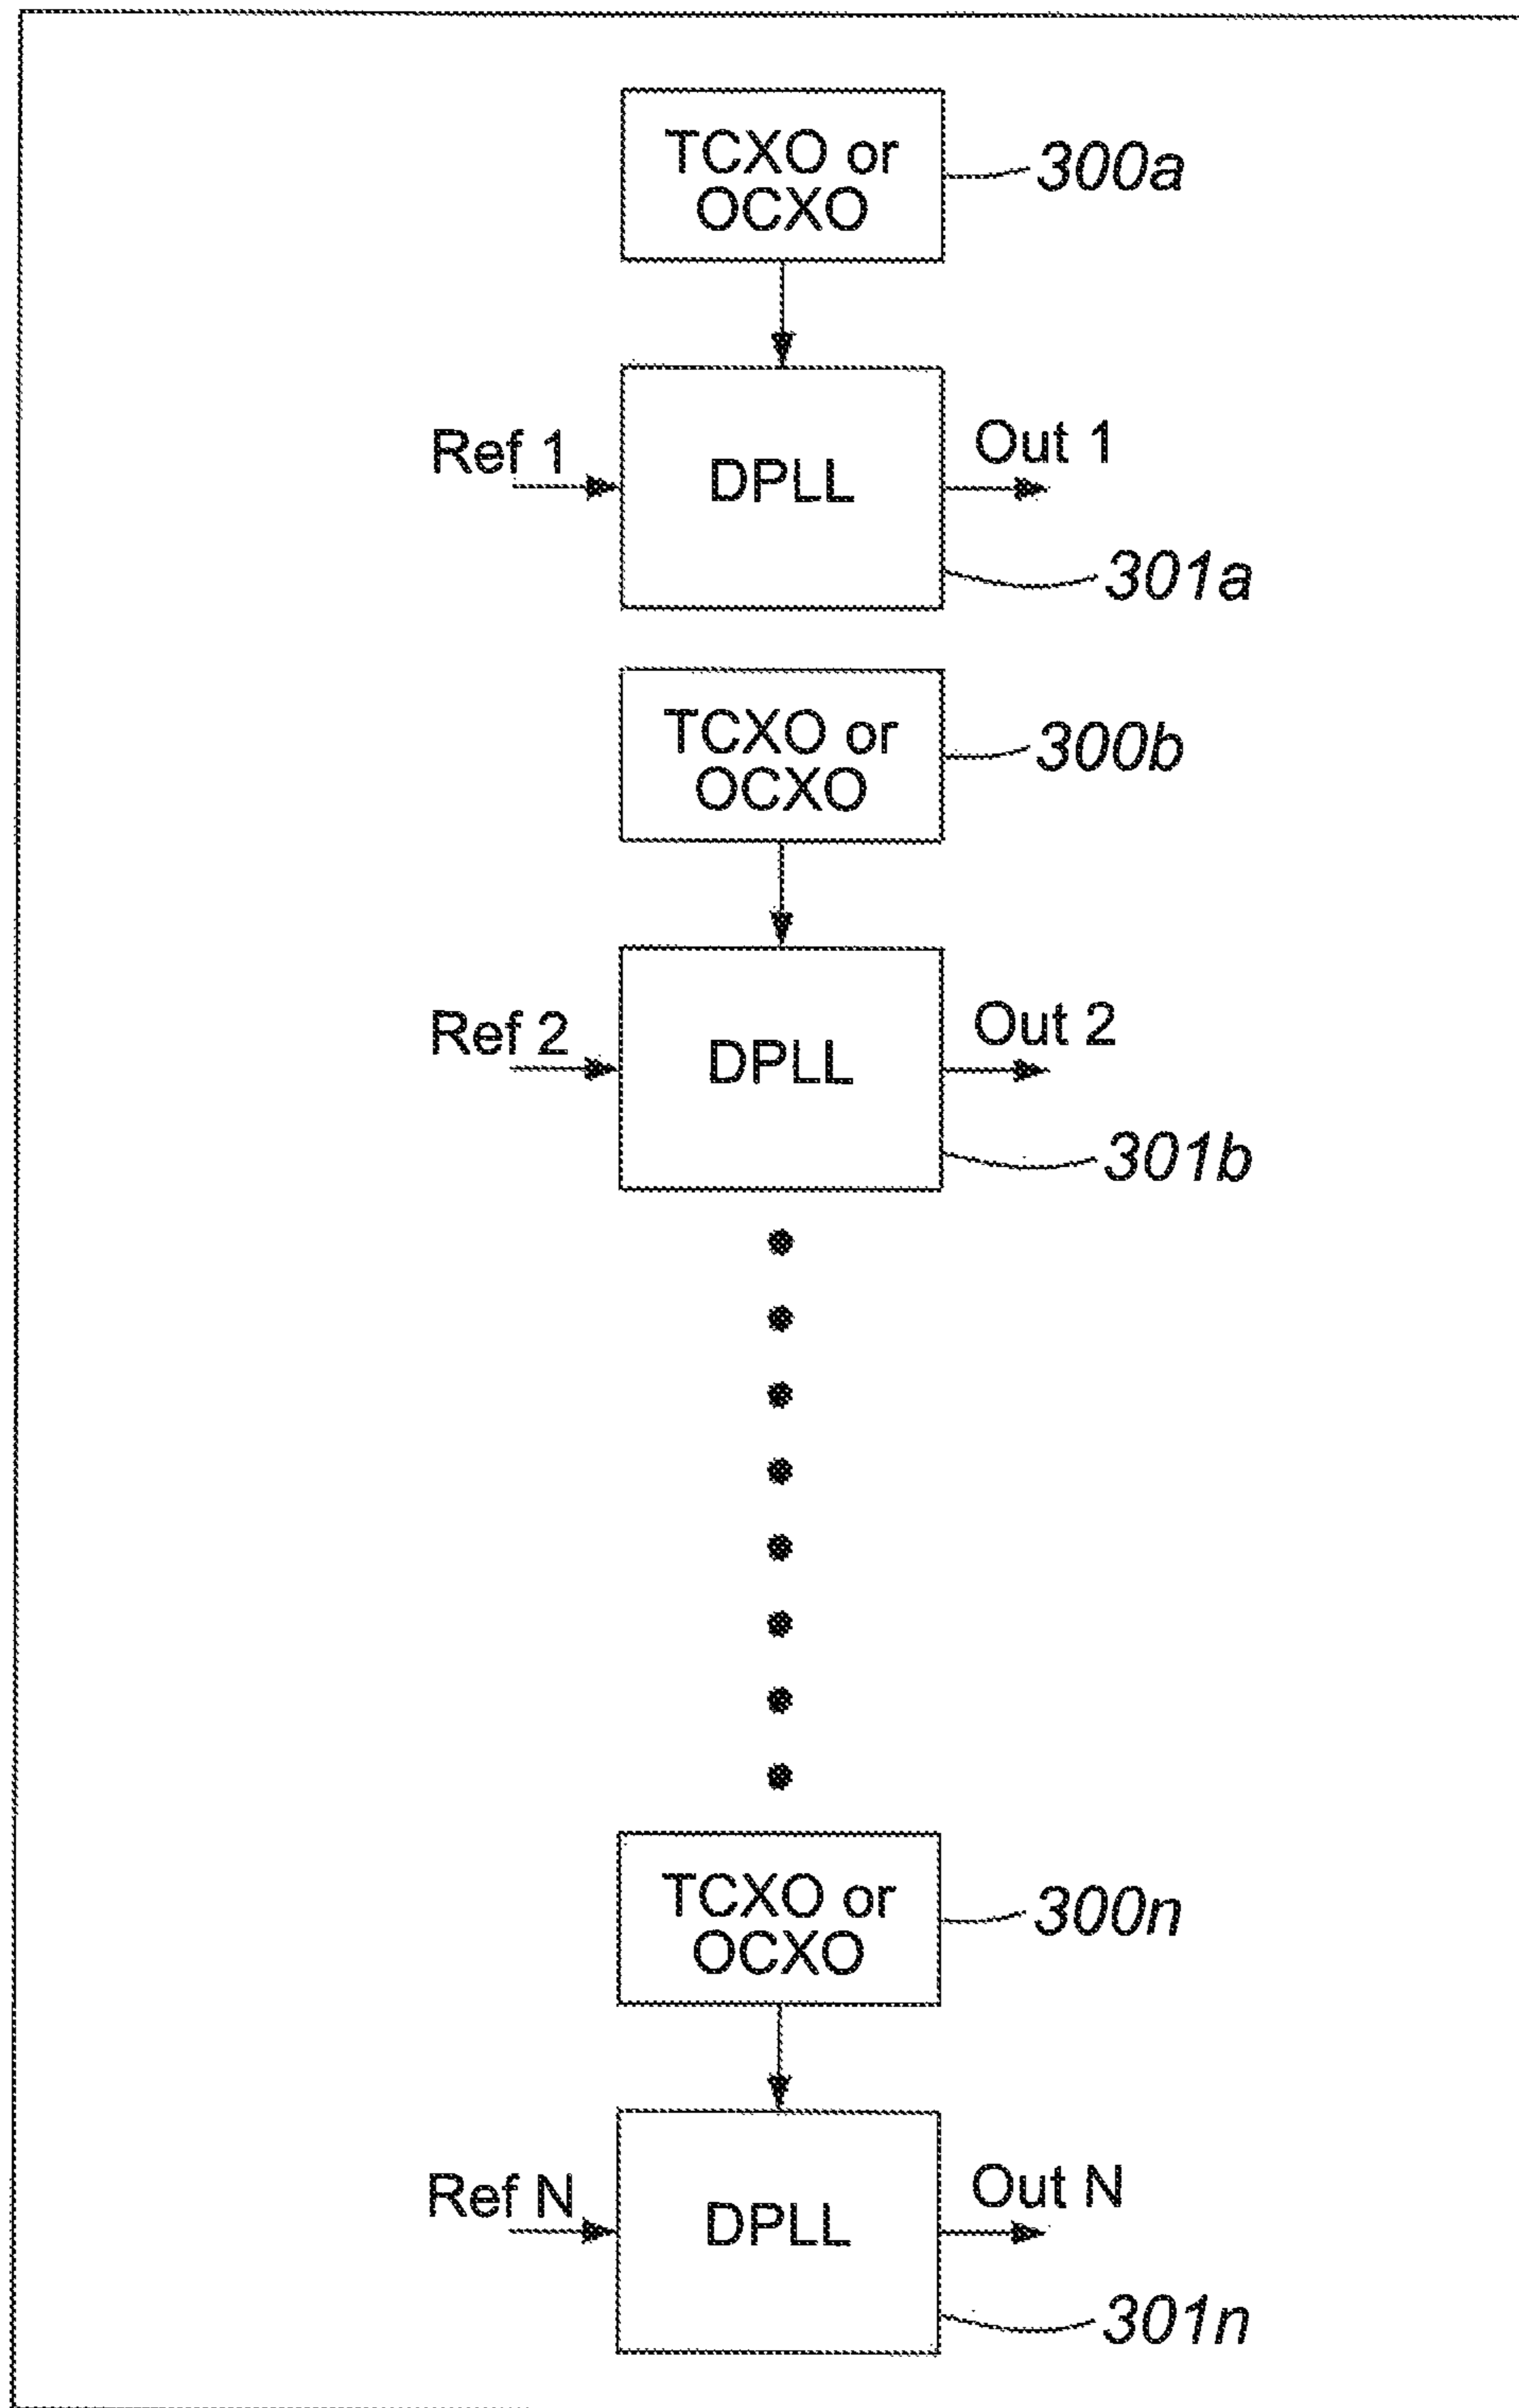 TCXO or
OCXO
300a
Ref 1
DPLL
Out 1
301a
TCXO or
OCXO
300b
Ref 2
DPLL
Out 2
301b
TCXO or
OCXO
300n
Ref N
DPLL
Out N
301n